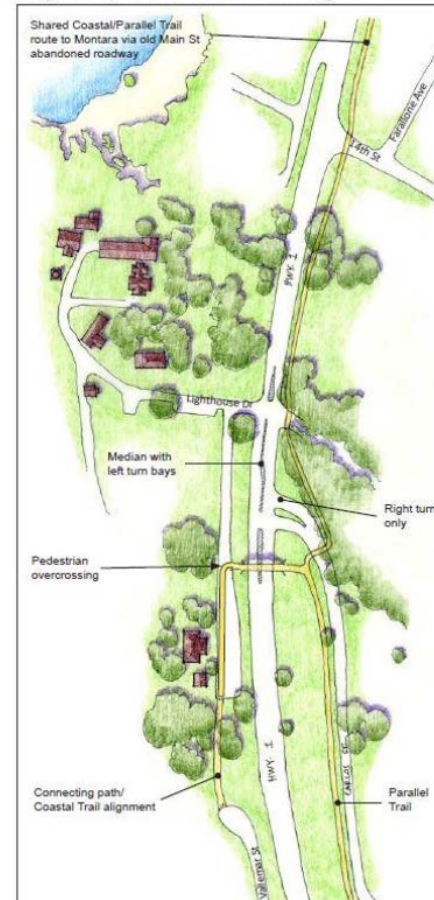 Shared Coastal/Parallel Trail
route to Montara via old Main St
abandoned roadway
Farallone Ave
14th St
HWY. 1
Lighthouse Dr
Median with
left turn bays
Right turn
only
Pedestrian
overcrossing
HWY. 1
CARLOS ST
Connecting path/
Coastal Trail alignment
Parallel
Trail
Vallemar St